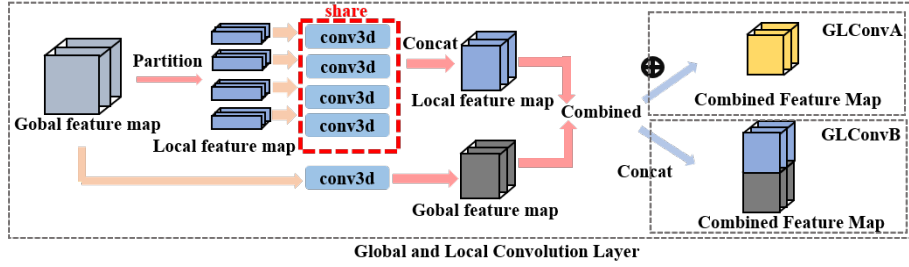 share
GLConvA
conv3d
Concat
Partition
conv3d
conv3d
Local feature map
Combined Feature Map
Gobal feature map
conv3d
Combined
Local feature map
GLConvB
conv3d
Concat
Gobal feature map
Combined Feature Map
Global and Local Convolution Layer